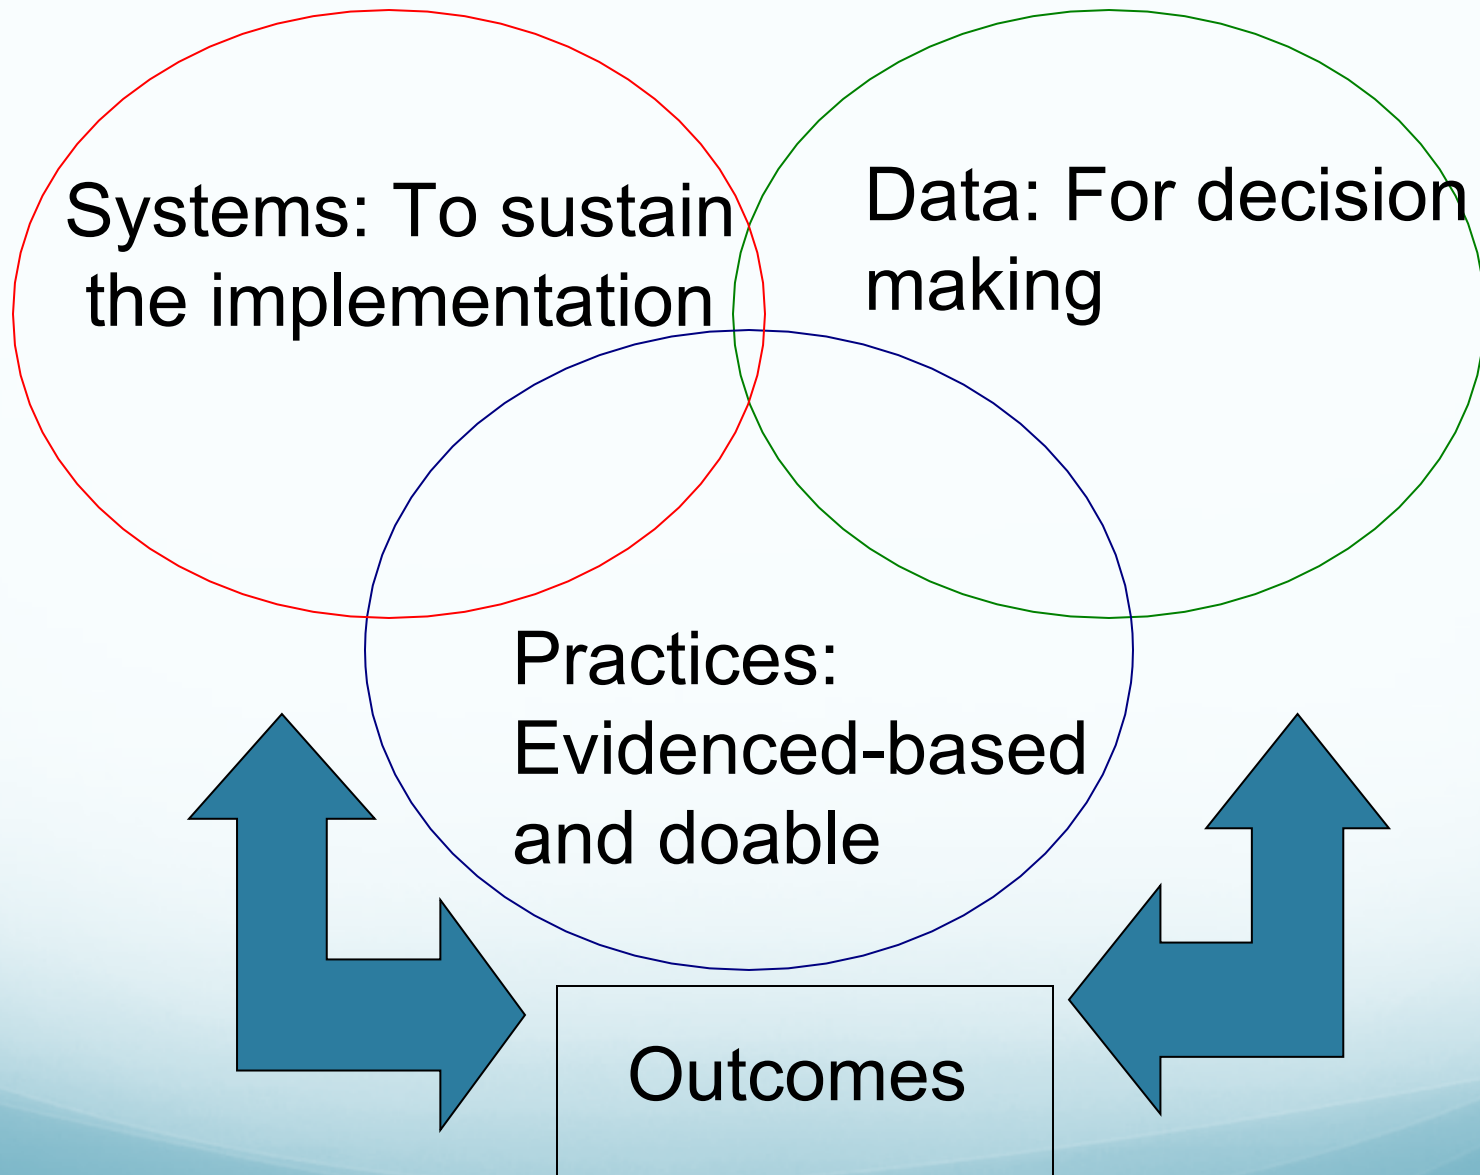 Systems: To sustain
the implementation
Data: For decision
making
Practices:
Evidenced-based
and doable
Outcomes